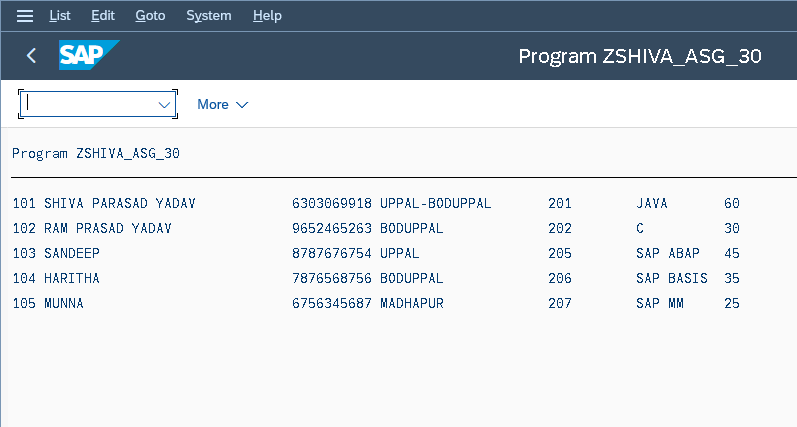 List Edit Goto System Help
SAP Program ZSHIVA_ASG_30
More
Program ZSHIVA_ASG_30
101 SHIVA PARASAD YADAV 6303069918 UPPAL-BODUPPAL 201 JAVA 60
102 RAM PRASAD YADAV 9652465263 BODUPPAL 202 C 30
103 SANDEEP 8787676754 UPPAL 205 SAP ABAP 45
104 HARITHA 7876568756 BODUPPAL 206 SAP BASIS 35
105 MUNNA 6756345687 MADHAPUR 207 SAP MM 25